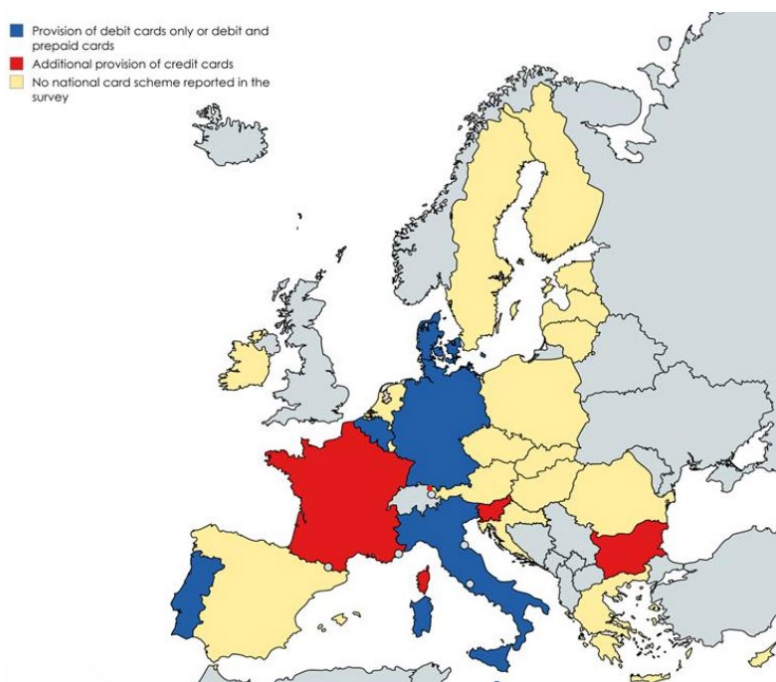 Provision of debit cards only or debit and
prepaid cards
Additional provision of credit cards
No national card scheme reported in the
survey